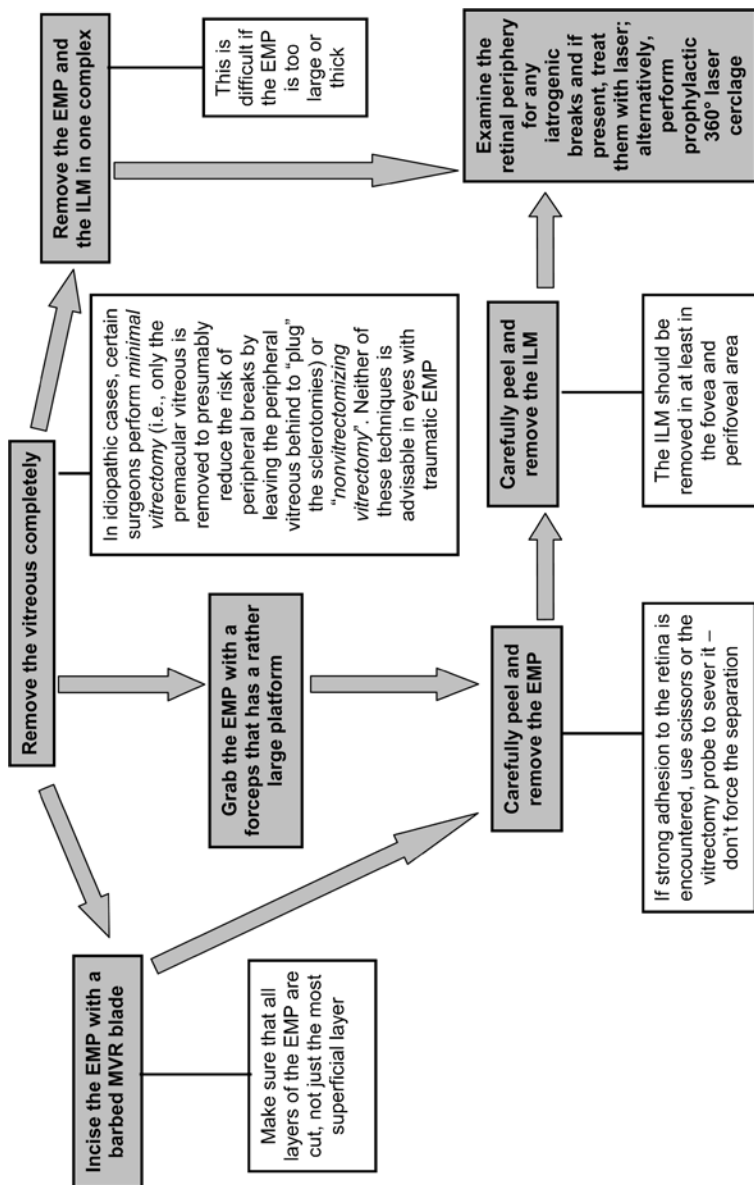 Remove the vitreous completely
Incise the EMP with a
barbed MVR blade
Make sure that all
layers of the EMP are
cut, not just the most
superficial layer
Grab the EMP with a
forceps that has a rather
large platform
In idiopathic cases, certain
surgeons perform minimal
vitrectomy (i.e., only the
premacular vitreous is
removed to presumably
reduce the risk of
peripheral breaks by
leaving the peripheral
vitreous behind to “plug”
the sclerotomies) or
“nonvitrectomizing
vitrectomy”. Neither of
these techniques is
advisable in eyes with
traumatic EMP
Remove the EMP and
the ILM in one complex
This is
difficult if
the EMP
is too
large or
thick
Carefully peel and
remove the EMP
If strong adhesion to the retina is
encountered, use scissors or the
vitrectomy probe to sever it –
don’t force the separation
Carefully peel and
remove the ILM
The ILM should be
removed in at least in
the fovea and
perifoveal area
Examine the
retinal periphery
for any
iatrogenic
breaks and if
present, treat
them with laser;
alternatively,
perform
prophylactic
360° laser
cerclage